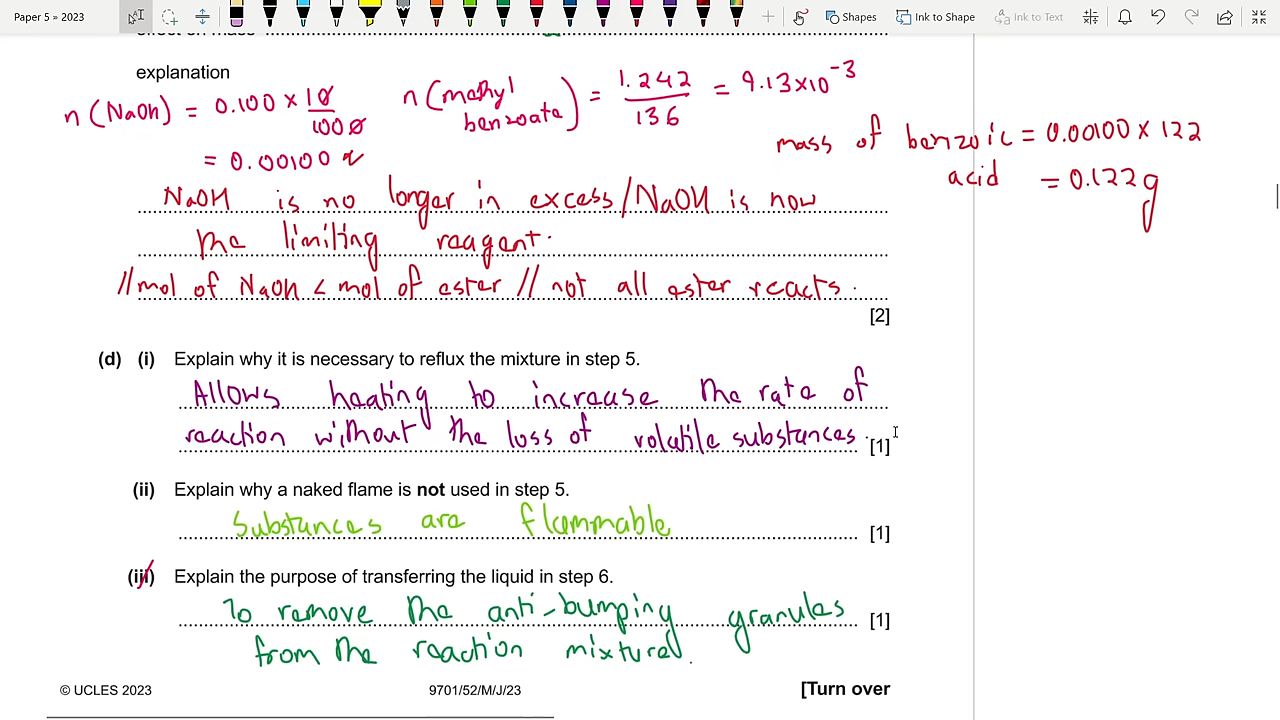 Paper 5 » 2023
Shapes
Ink to Shape
Ink to Text
explanation
n(NaOH) = 0.100 × 10/1000
= 0.00100
n(methyl benzoate) = 1.242/136 = 9.13×10⁻³
mass of benzoic acid = 0.00100 × 122
= 0.122g
NaOH is no longer in excess/NaOH is now
the limiting reagent.
//mol of NaOH < mol of ester // not all ester reacts.
[2]
(d) (i) Explain why it is necessary to reflux the mixture in step 5.
Allows heating to increase the rate of
reaction without the loss of volatile substances. [1]
(ii) Explain why a naked flame is not used in step 5.
Substances are flammable [1]
(iii) Explain the purpose of transferring the liquid in step 6.
To remove the anti-bumping granules [1]
from the reaction mixture.
© UCLES 2023
9701/52/M/J/23
[Turn over